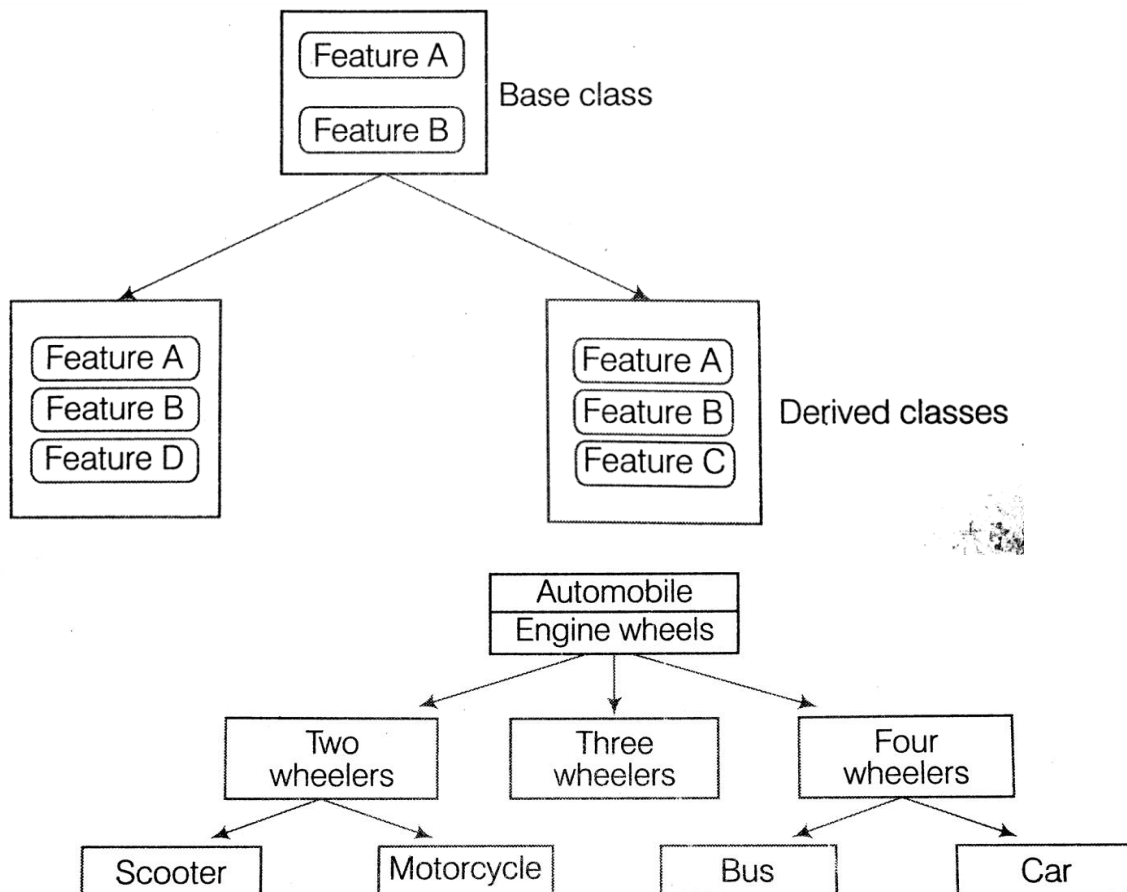 Feature A
Feature B
Base class
Feature A
Feature B
Feature D
Feature A
Feature B
Feature C
Derived classes
Automobile
Engine wheels
Two
wheelers
Three
wheelers
Four
wheelers
Scooter
Motorcycle
Bus
Car